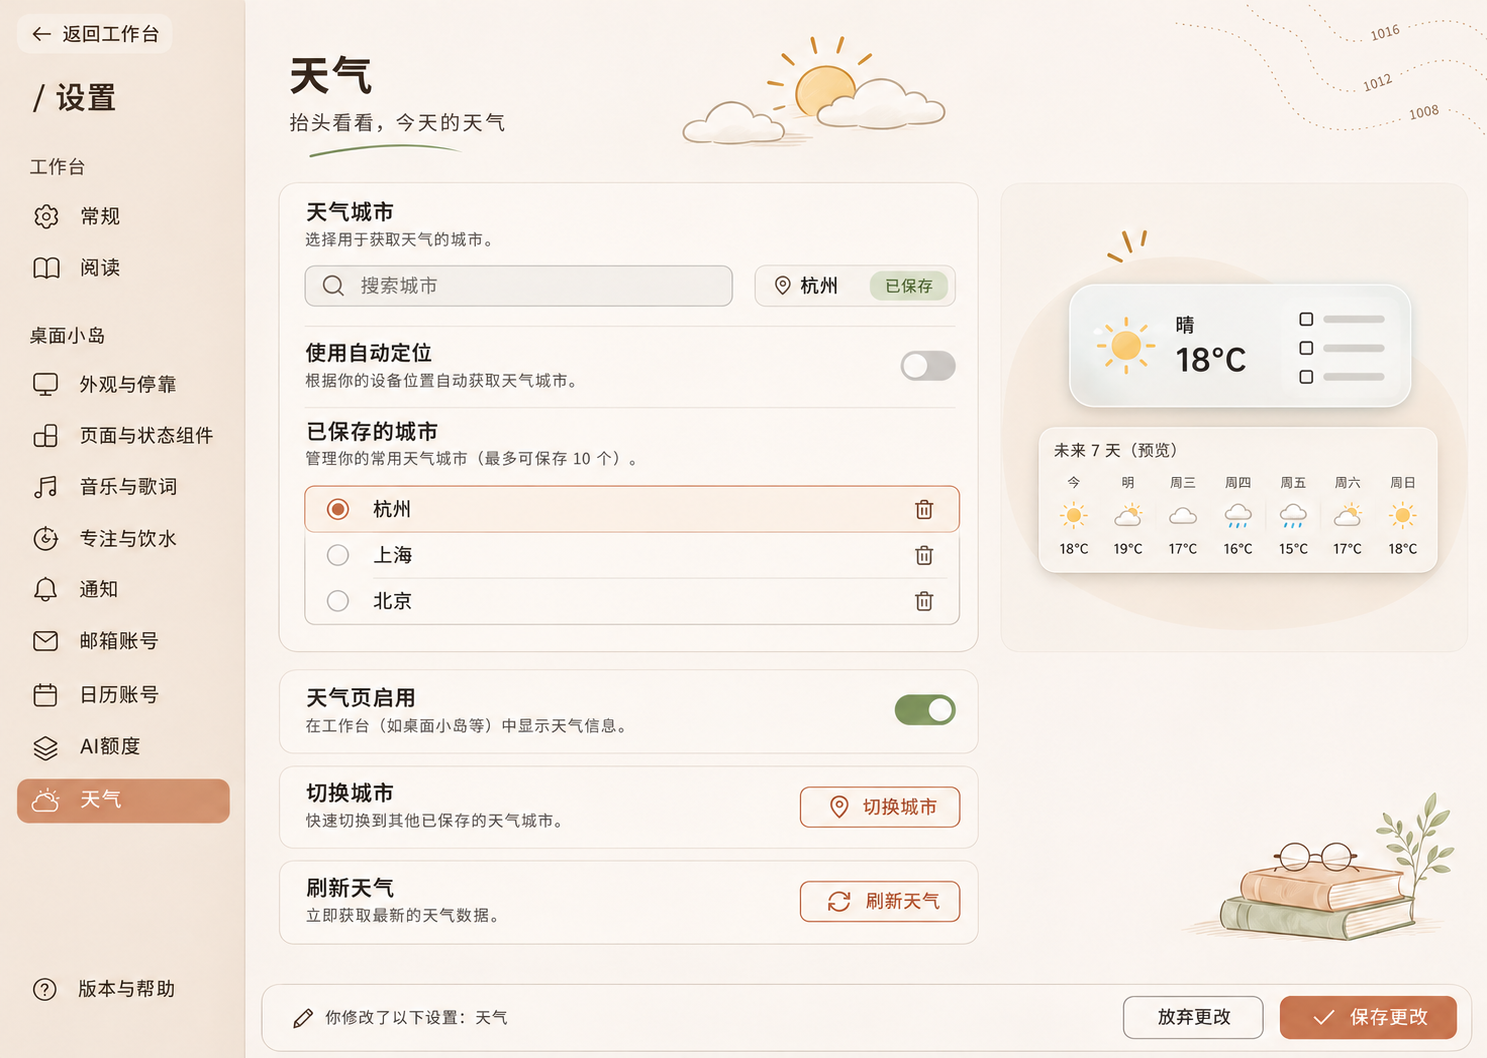 返回工作台
/ 设置
工作台
常规
阅读
桌面小岛
外观与停靠
页面与状态组件
音乐与歌词
专注与饮水
通知
邮箱账号
日历账号
AI额度
天气
版本与帮助
天气
抬头看看，今天的天气
1016
1012
1008
天气城市
选择用于获取天气的城市。
搜索城市
杭州 已保存
使用自动定位
根据你的设备位置自动获取天气城市。
已保存的城市
管理你的常用天气城市（最多可保存 10 个）。
杭州
上海
北京
天气页启用
在工作台（如桌面小岛等）中显示天气信息。
切换城市
快速切换到其他已保存的天气城市。
切换城市
刷新天气
立即获取最新的天气数据。
刷新天气
晴
18°C
未来 7 天（预览）
今 明 周三 周四 周五 周六 周日
18°C 19°C 17°C 16°C 15°C 17°C 18°C
你修改了以下设置：天气
放弃更改
保存更改